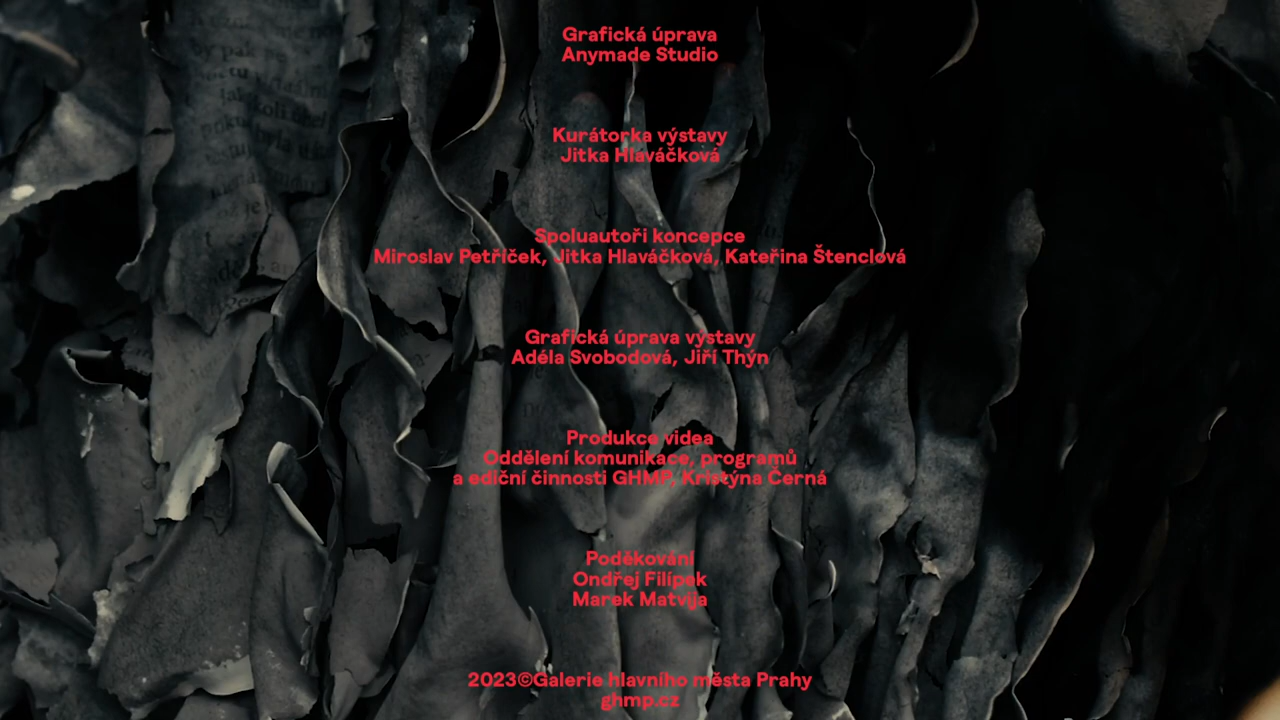 Grafická úprava
Anymade Studio
Kurátorka výstavy
Jitka Hlaváčková
Spoluautoři koncepce
Miroslav Petříček, Jitka Hlaváčková, Kateřina Štenclová
Grafická úprava výstavy
Adéla Svobodová, Jiří Thýn
Produkce videa
Oddělení komunikace, programů
a ediční činnosti GHMP, Kristýna Černá
Poděkování
Ondřej Filípek
Marek Matvija
2023©Galerie hlavního města Prahy
ghmp.cz